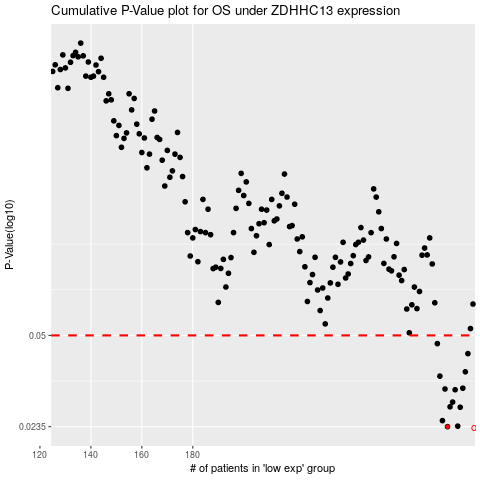 Cumulative P-Value plot for OS under ZDHHC13 expression
P-Value(log10)
0.05
0.0235
120 140 160 180
# of patients in 'low exp' group